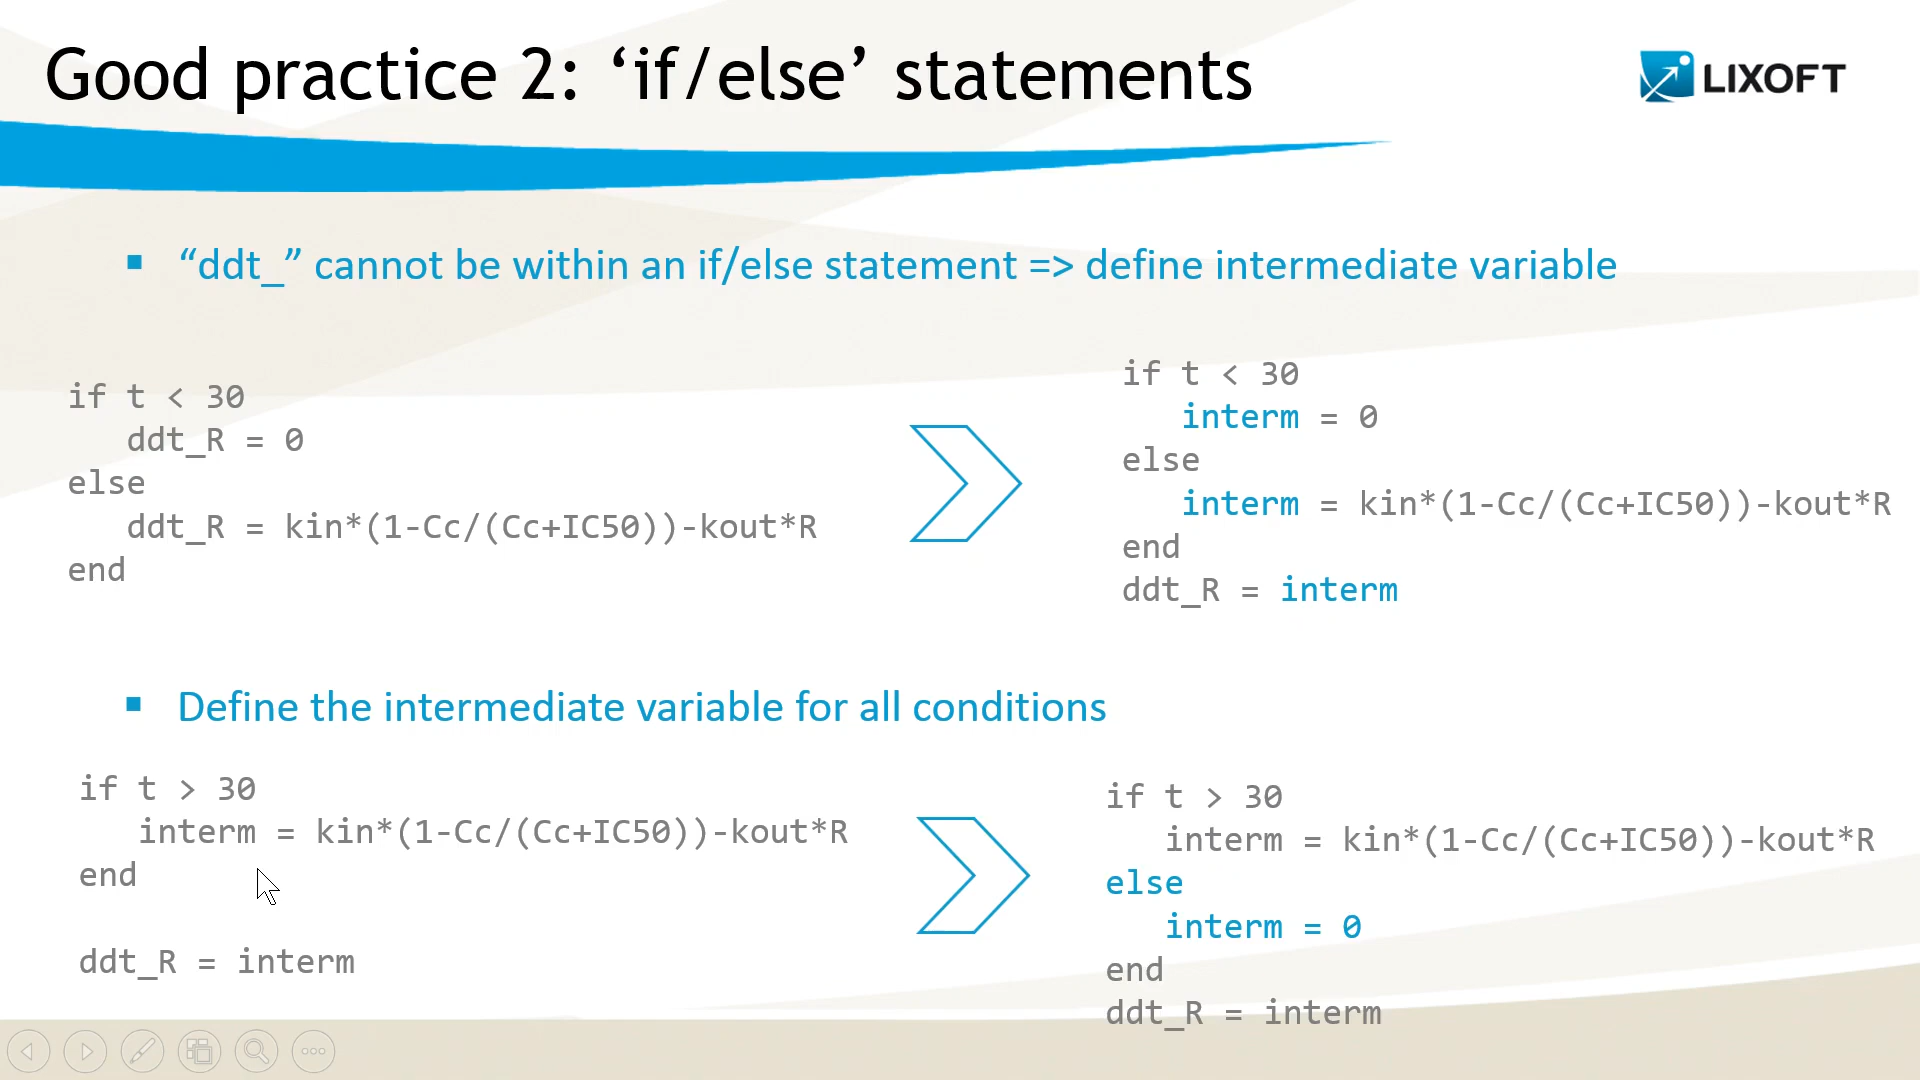 Good practice 2: ‘if/else’ statements
LIXOFT
“ddt_” cannot be within an if/else statement => define intermediate variable
if t < 30
ddt_R = 0
else
ddt_R = kin*(1-Cc/(Cc+IC50))-kout*R
end
if t < 30
interm = 0
else
interm = kin*(1-Cc/(Cc+IC50))-kout*R
end
ddt_R = interm
Define the intermediate variable for all conditions
if t > 30
interm = kin*(1-Cc/(Cc+IC50))-kout*R
end
ddt_R = interm
if t > 30
interm = kin*(1-Cc/(Cc+IC50))-kout*R
else
interm = 0
end
ddt_R = interm